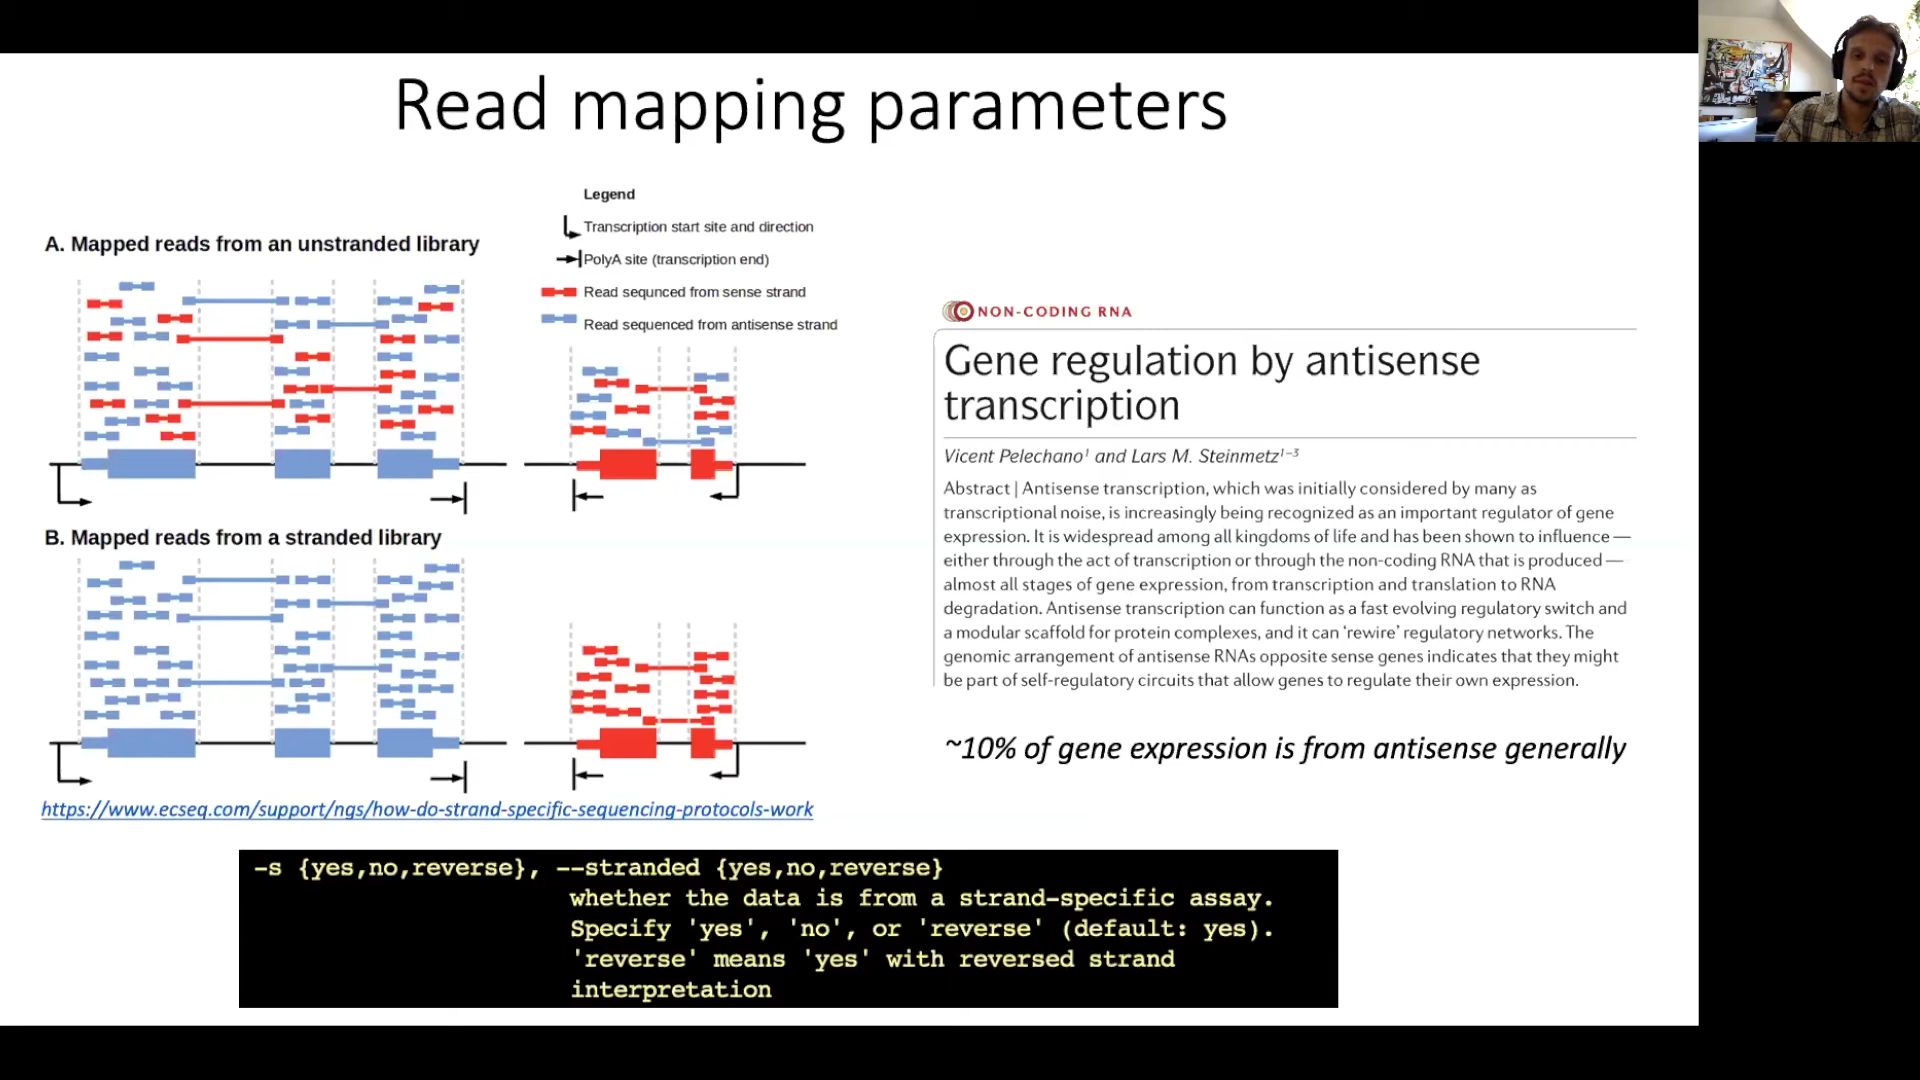 Read mapping parameters
Legend
Transcription start site and direction
PolyA site (transcription end)
Read sequnced from sense strand
Read sequenced from antisense strand
A. Mapped reads from an unstranded library
B. Mapped reads from a stranded library
https://www.ecseq.com/support/ngs/how-do-strand-specific-sequencing-protocols-work
NON-CODING RNA
Gene regulation by antisense
transcription
Vicent Pelechano¹ and Lars M. Steinmetz¹⁻³
Abstract | Antisense transcription, which was initially considered by many as
transcriptional noise, is increasingly being recognized as an important regulator of gene
expression. It is widespread among all kingdoms of life and has been shown to influence —
either through the act of transcription or through the non-coding RNA that is produced —
almost all stages of gene expression, from transcription and translation to RNA
degradation. Antisense transcription can function as a fast evolving regulatory switch and
a modular scaffold for protein complexes, and it can ‘rewire’ regulatory networks. The
genomic arrangement of antisense RNAs opposite sense genes indicates that they might
be part of self-regulatory circuits that allow genes to regulate their own expression.
~10% of gene expression is from antisense generally
-s {yes,no,reverse}, --stranded {yes,no,reverse}
whether the data is from a strand-specific assay.
Specify 'yes', 'no', or 'reverse' (default: yes).
'reverse' means 'yes' with reversed strand
interpretation